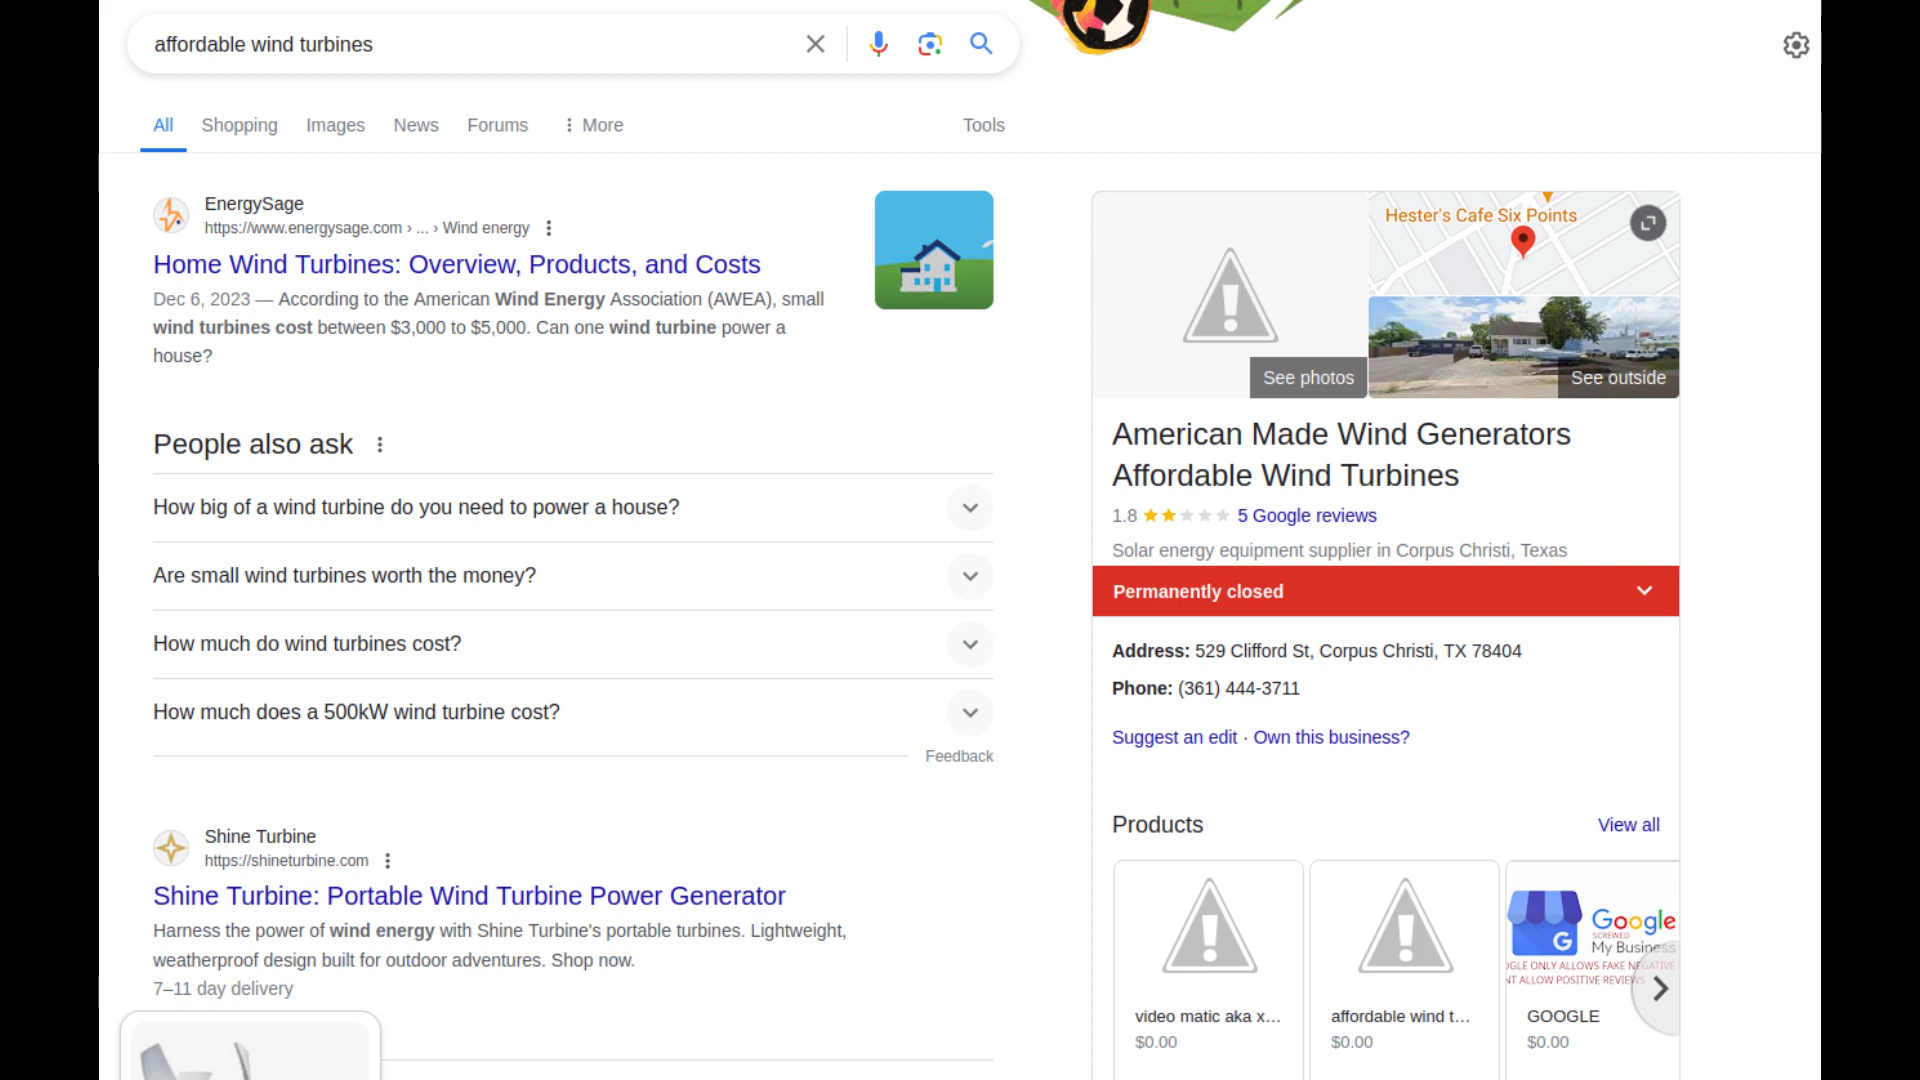 affordable wind turbines
All
Shopping
Images
News
Forums
More
Tools
EnergySage
https://www.energysage.com › ... › Wind energy
Home Wind Turbines: Overview, Products, and Costs
Dec 6, 2023 — According to the American Wind Energy Association (AWEA), small
wind turbines cost between $3,000 to $5,000. Can one wind turbine power a
house?
People also ask
How big of a wind turbine do you need to power a house?
Are small wind turbines worth the money?
How much do wind turbines cost?
How much does a 500kW wind turbine cost?
Feedback
Shine Turbine
https://shineturbine.com
Shine Turbine: Portable Wind Turbine Power Generator
Harness the power of wind energy with Shine Turbine's portable turbines. Lightweight,
weatherproof design built for outdoor adventures. Shop now.
7–11 day delivery
Hester's Cafe Six Points
See photos
See outside
American Made Wind Generators
Affordable Wind Turbines
1.8
5 Google reviews
Solar energy equipment supplier in Corpus Christi, Texas
Permanently closed
Address: 529 Clifford St, Corpus Christi, TX 78404
Phone: (361) 444-3711
Suggest an edit · Own this business?
Products
View all
G
Google
SCREWED
My Business
OGLE ONLY ALLOWS FAKE NEGATIVE
NT ALLOW POSITIVE REVIEWS
video matic aka x...
$0.00
affordable wind t...
$0.00
GOOGLE
$0.00